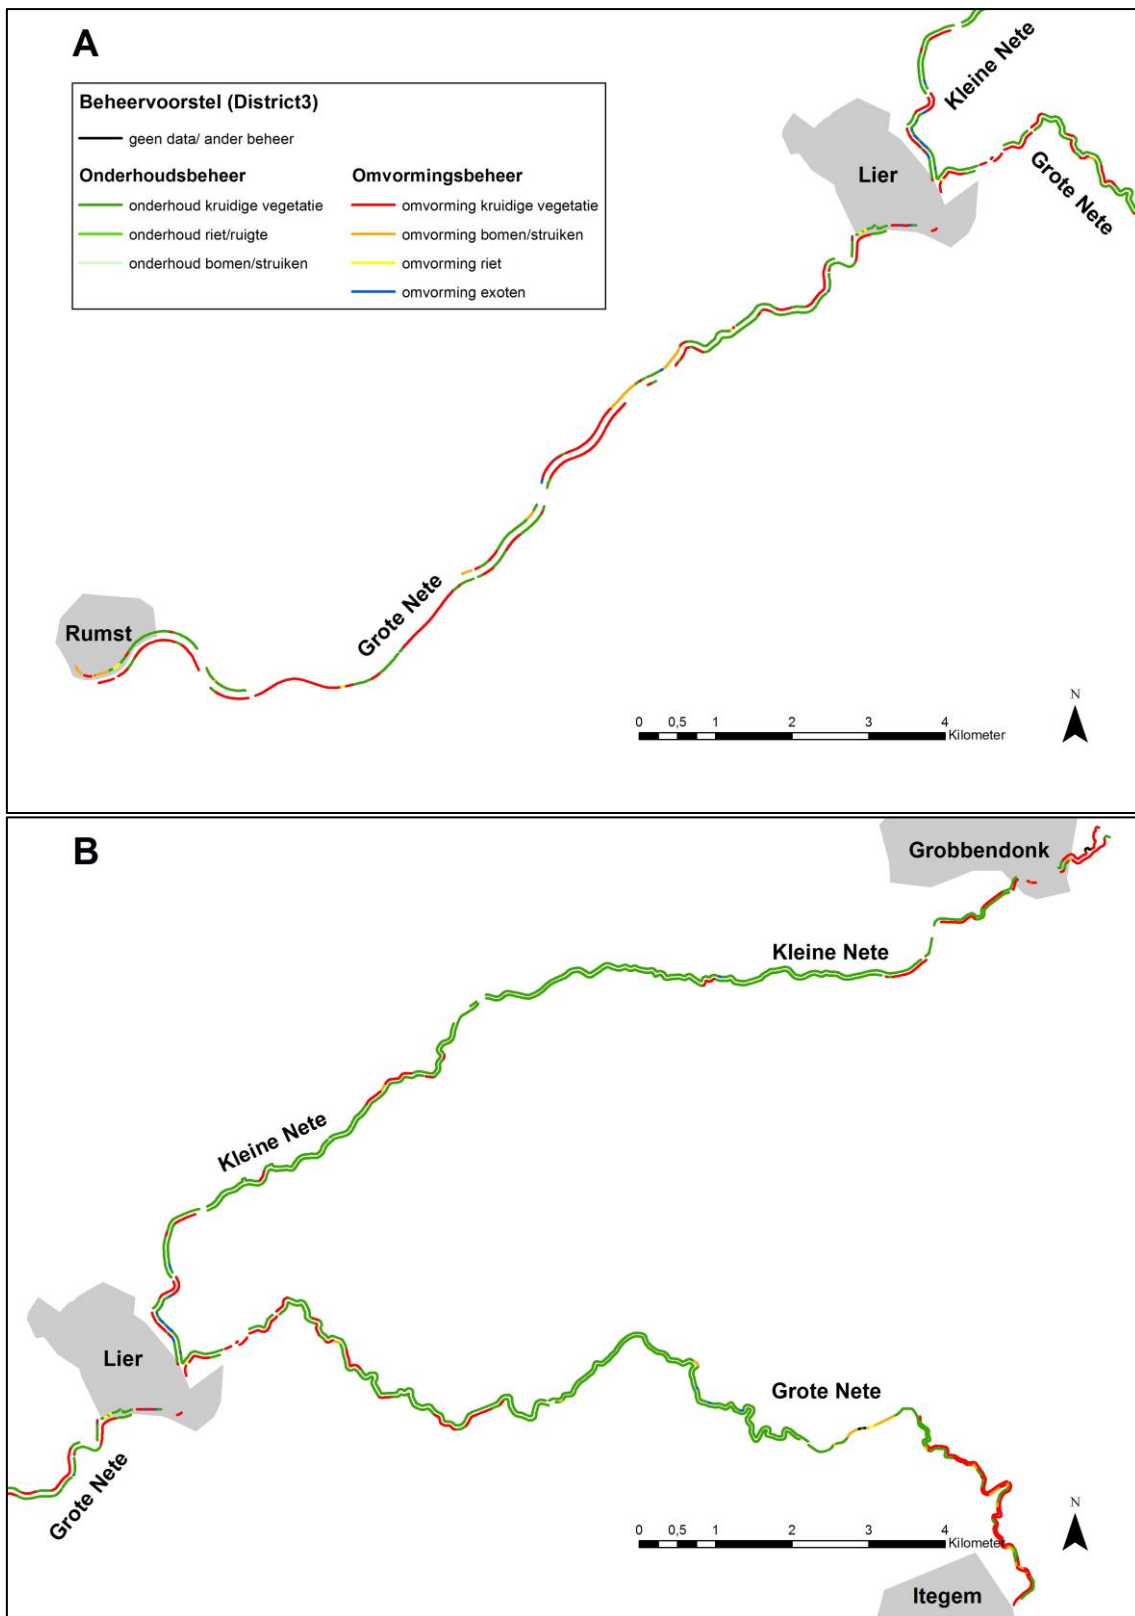 A
Kleine Nete
Beheervoorstel (District3)
geen data/ ander beheer
Onderhoudsbeheer
Omvormingsbeheer
onderhoud kruidige vegetatie
omvorming kruidige vegetatie
onderhoud riet/ruigte
omvorming bomen/struiken
onderhoud bomen/struiken
omvorming riet
omvorming exoten
Lier
Grote Nete
Grote Nete
Rumst
N
0 0,5 1 2 3 4
Kilometer
B
Grobbendonk
Kleine Nete
Kleine Nete
Lier
Grote Nete
Grote Nete
N
0 0,5 1 2 3 4
Kilometer
Itegem